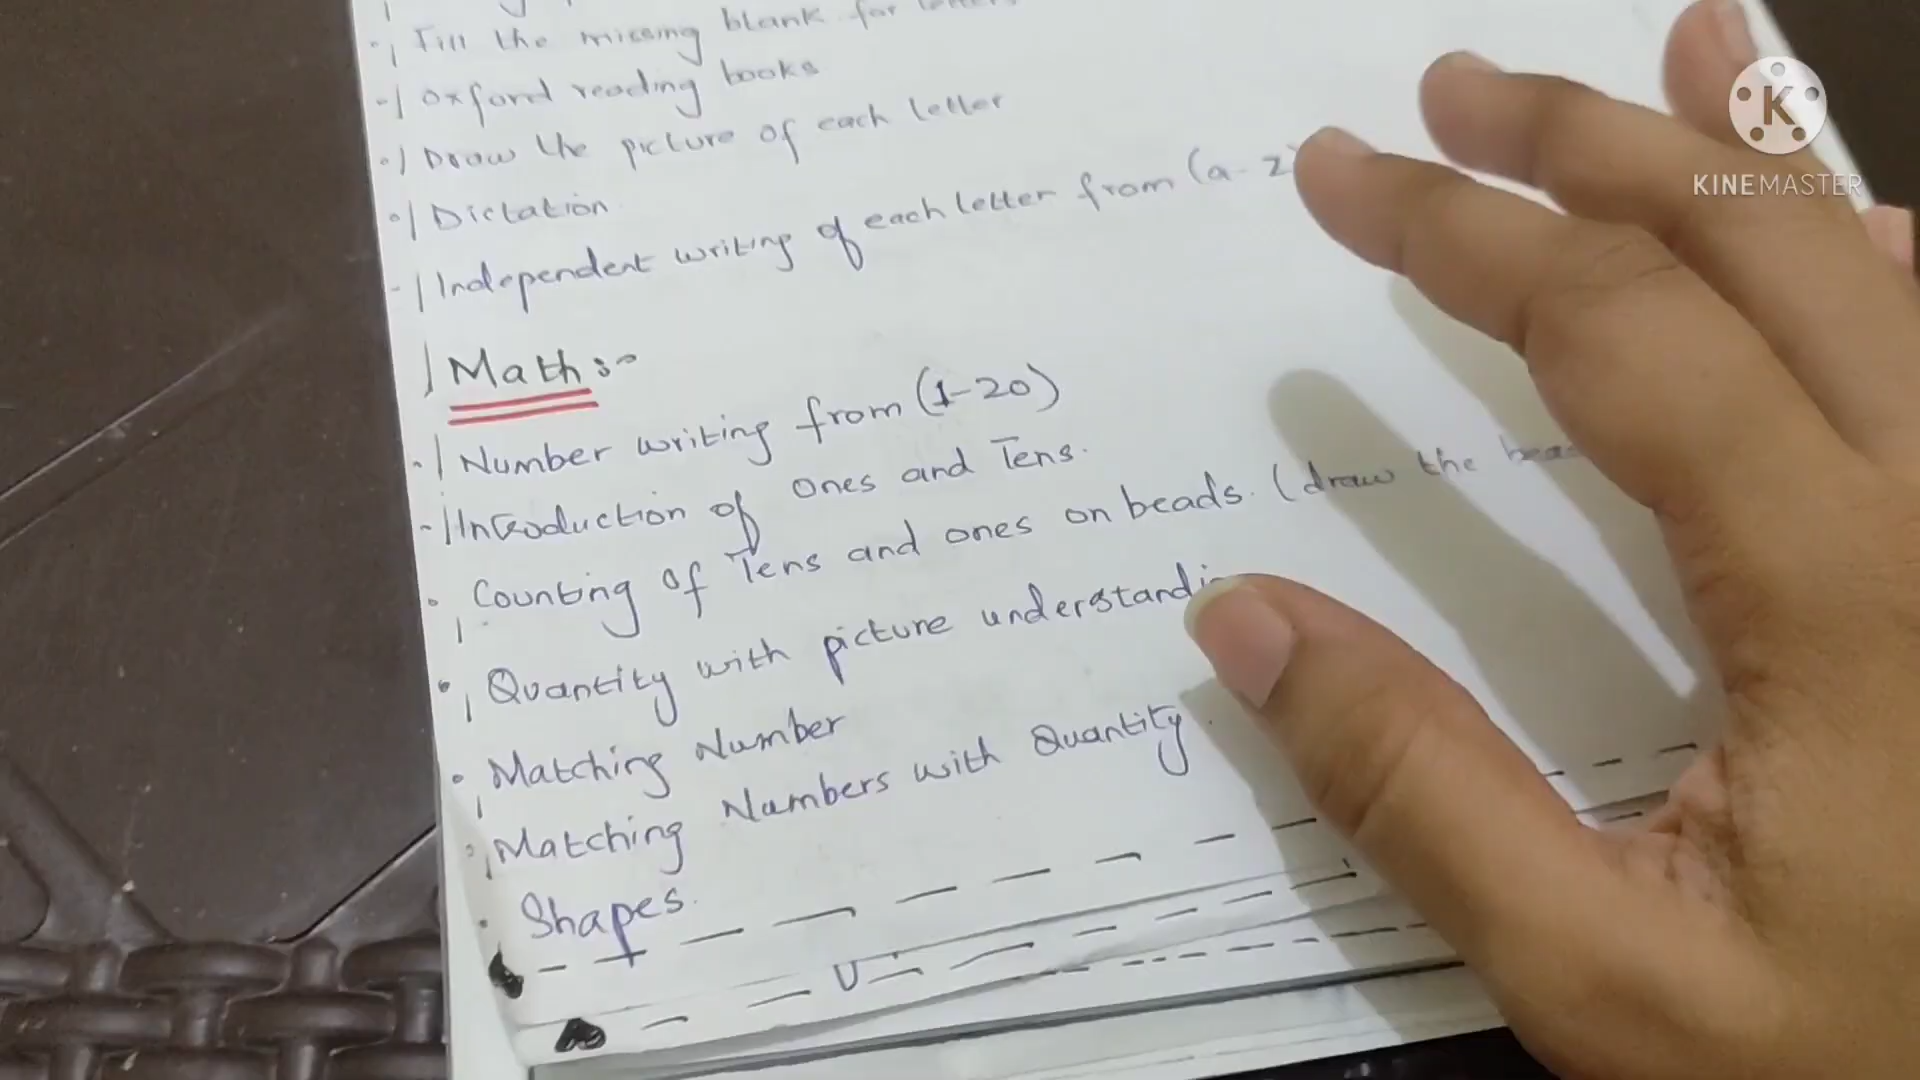 Fill the missing blank for letters
Oxford reading books
Draw the picture of each letter
Dictation
Independent writing of each letter from (a-z)
Math:-
Number writing from (1-20)
Introduction of Ones and Tens.
Counting of Tens and ones on beads. (draw the
Quantity with picture
Matching Number
Matching Numbers with Quantity.
Shapes.
K
KINEMASTER